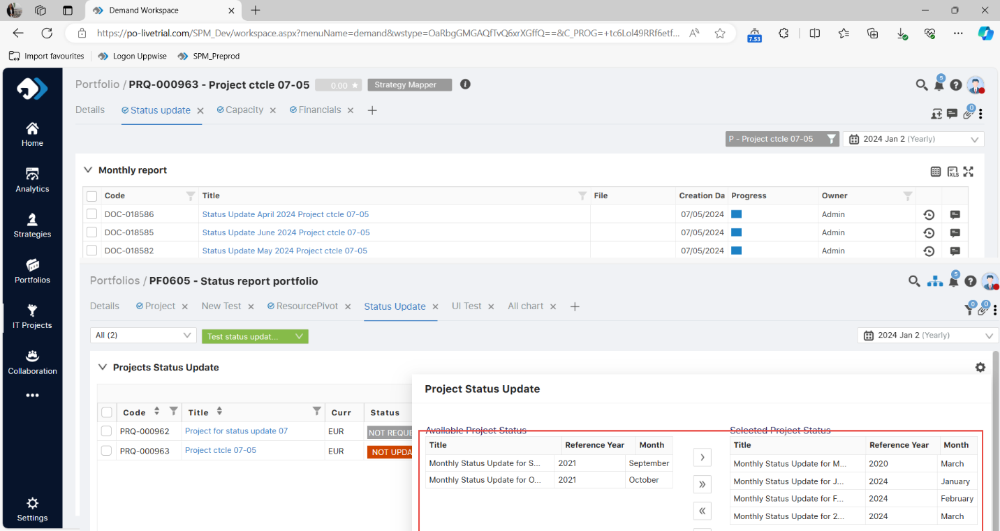 Demand Workspace
https://po-livetrial.com/SPM_Dev/workspace.aspx?menuName=demand&wstype=OaRbgGMGAQfTvQ6xrXGffQ==&C_PROG=+tc6Lol49RRf6etf...
7.53
Import favourites Logon Uppwise SPM_Preprod
Portfolio / PRQ-000963 - Project ctcle 07-05 0.00 Strategy Mapper
5
Details Status update Capacity Financials
0
P - Project ctcle 07-05 2024 Jan 2 (Yearly)
Home
Analytics
Strategies
Portfolios
IT Projects
Collaboration
Settings
Monthly report
XLS
Code Title File Creation Da Progress Owner
DOC-018586 Status Update April 2024 Project ctcle 07-05 07/05/2024 Admin
DOC-018585 Status Update June 2024 Project ctcle 07-05 07/05/2024 Admin
DOC-018582 Status Update May 2024 Project ctcle 07-05 07/05/2024 Admin
Portfolios / PF0605 - Status report portfolio
5
Details Project New Test ResourcePivot Status Update UI Test All chart
0 0
All (2) Test status updat... 2024 Jan 2 (Yearly)
Projects Status Update
Code Title Curr Status
PRQ-000962 Project for status update 07 EUR NOT REQUE
PRQ-000963 Project ctcle 07-05 EUR NOT UPDA
Project Status Update
Available Project Status
Title Reference Year Month
Monthly Status Update for S... 2021 September
Monthly Status Update for O... 2021 October
Selected Project Status
Title Reference Year Month
Monthly Status Update for M... 2020 March
Monthly Status Update for J... 2024 January
Monthly Status Update for F... 2024 February
Monthly Status Update for 2... 2024 March